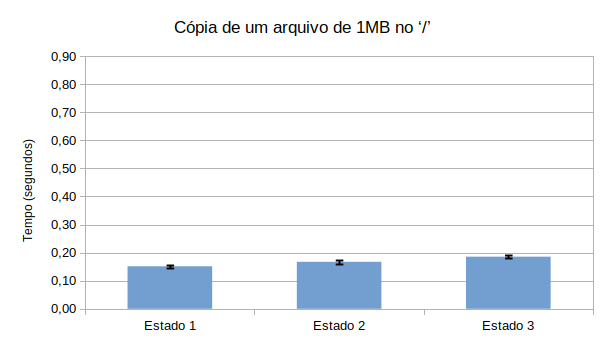 Cópia de um arquivo de 1MB no ‘/’
0,90
0,80
0,70
0,60
0,50
0,40
0,30
0,20
0,10
0,00
Tempo (segundos)
Estado 1
Estado 2
Estado 3